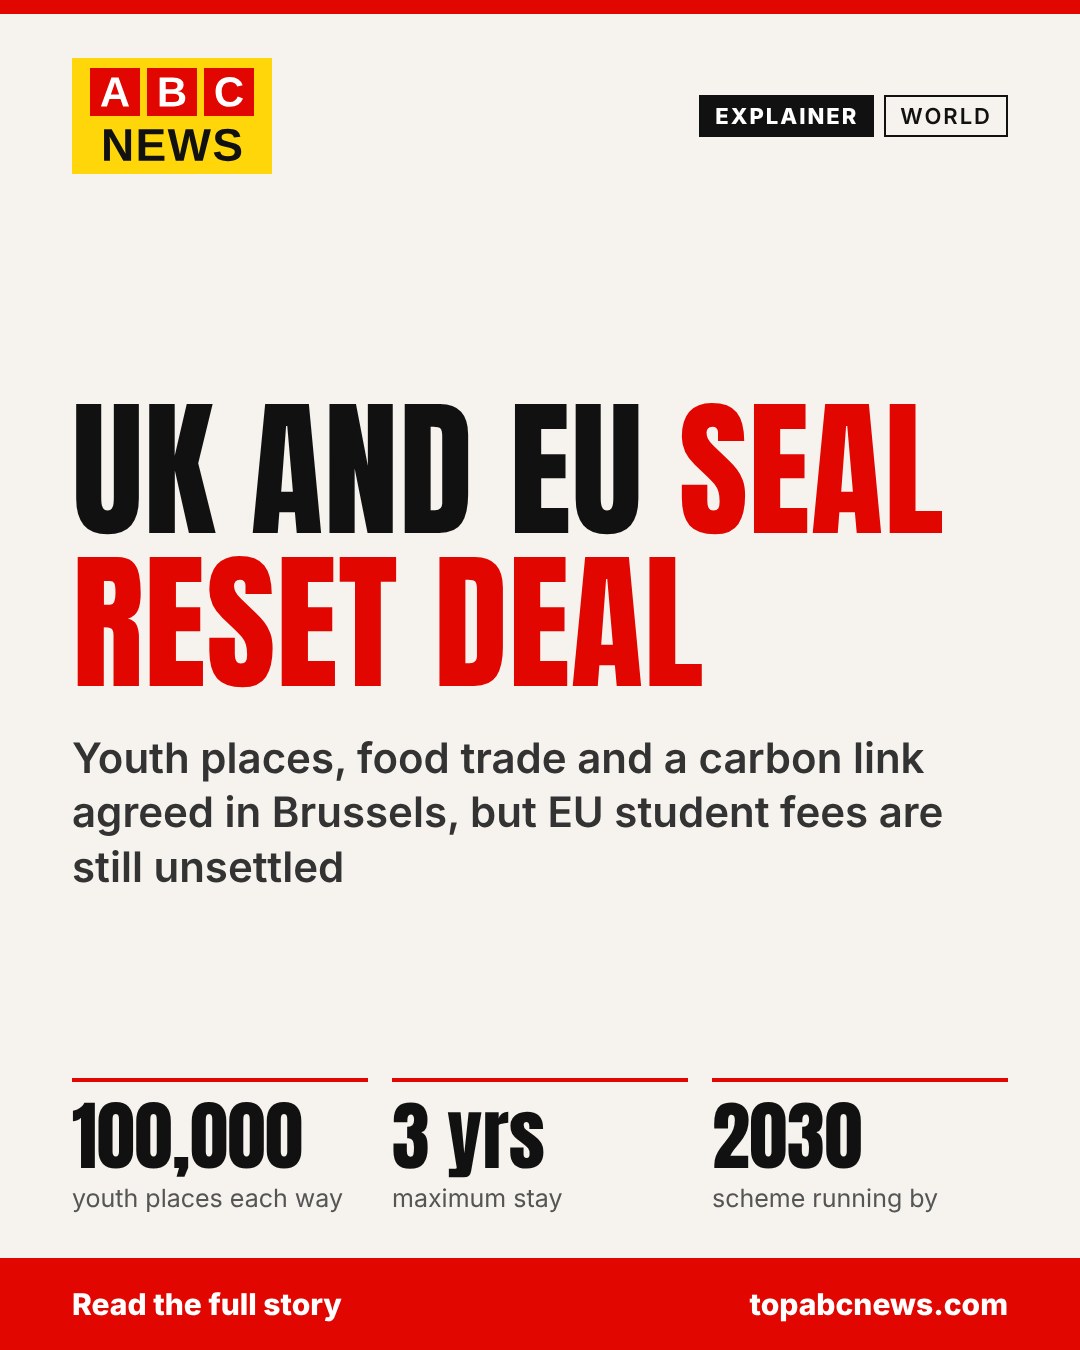 ABC
NEWS
EXPLAINER
WORLD
UK AND EU SEAL
RESET DEAL
Youth places, food trade and a carbon link
agreed in Brussels, but EU student fees are
still unsettled
100,000
youth places each way
3 yrs
maximum stay
2030
scheme running by
Read the full story
topabcnews.com